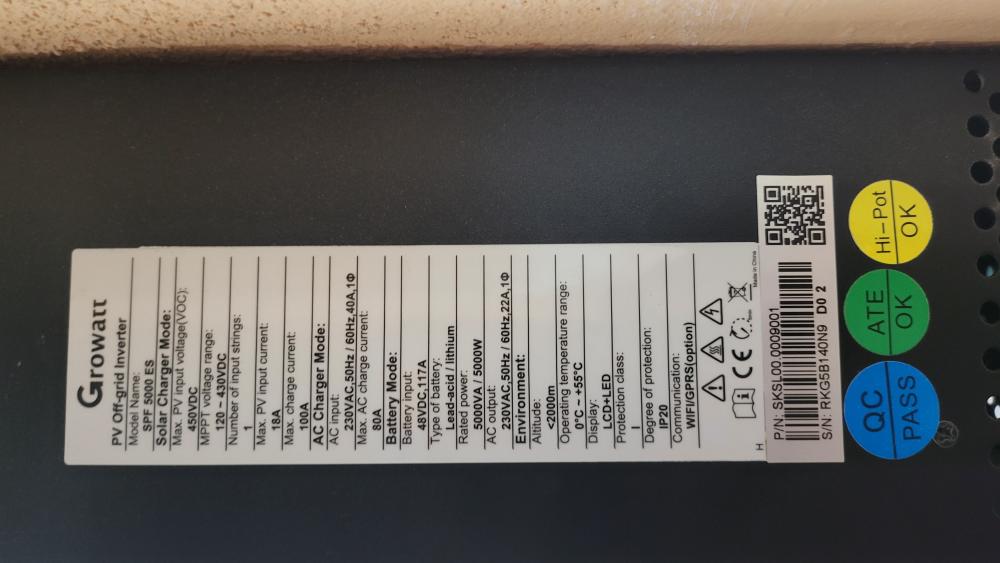 Growatt
PV Off-grid Inverter
Model Name:
SPF 5000 ES
Solar Charger Mode:
Max. PV input voltage(VOC):
450VDC
MPPT voltage range:
120 ~ 430VDC
Number of input strings:
1
Max. PV input current:
18A
Max. charge current:
100A
AC Charger Mode:
AC input:
230VAC,50Hz / 60Hz,40A,1Φ
Max. AC charge current:
80A
Battery Mode:
Battery input:
48VDC,117A
Type of battery:
Lead-acid / lithium
Rated power:
5000VA / 5000W
AC output:
230VAC,50Hz / 60Hz,22A,1Φ
Environment:
Altitude:
<2000m
Operating temperature range:
0°C ~ +55°C
Display:
LCD+LED
Protection class:
I
Degree of protection:
IP20
Communication:
WIFI/GPRS(option)
CE
H
Made in China
P/N: SKSL00.0009001
S/N: RKG5B140N9 D0 2
Hi-Pot
OK
ATE
OK
QC
PASS